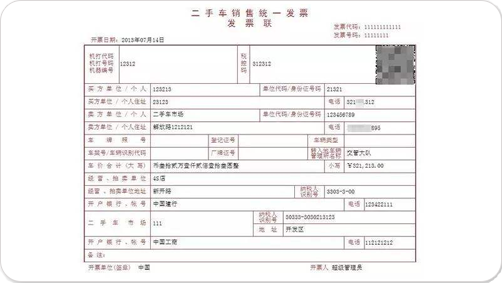 二手车销售统一发票
发票联
发票代码：111111111111
发票号码：11111111
开票日期：2013年07月14日
机打代码
机打号码 12312
机器编号
税控码 312312
买方单位/个人 123213 单位代码/身份证号码 21321
买方单位/个人住址 23123 电话 321 312
卖方单位/个人 二手车市场 单位代码/身份证号码 123456789
卖方单位/个人住址 解放路1212121 电话 895
车牌照号 登记证号 车辆类型
车架号/车辆识别代码 厂牌型号 转入地车辆管理所名称 交管大队
车价合计(大写) 币叁拾贰万壹仟贰佰壹拾叁圆整 小写 ￥321,213.00
经营、拍卖单位 4S店
经营、拍卖单位地址 新开路 纳税人识别号 3303-3-00
开户银行、帐号 中国建行 电话 123422111
二手车市场 111 纳税人识别号 30333-3030213123
地址 开发区
开户银行、帐号 中国工商 电话 112121212
备注：
开票单位(盖章) 中国 开票人 超级管理员